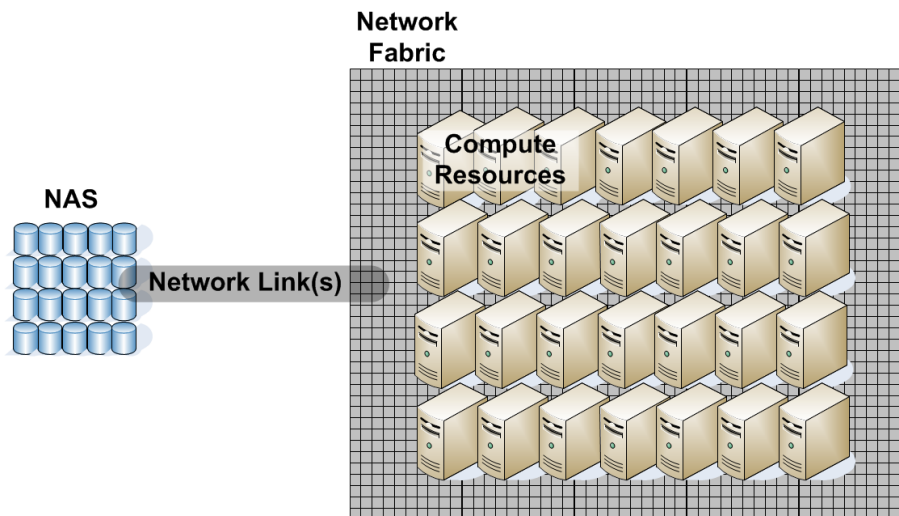 Network
Fabric
Compute
Resources
NAS
Network Link(s)